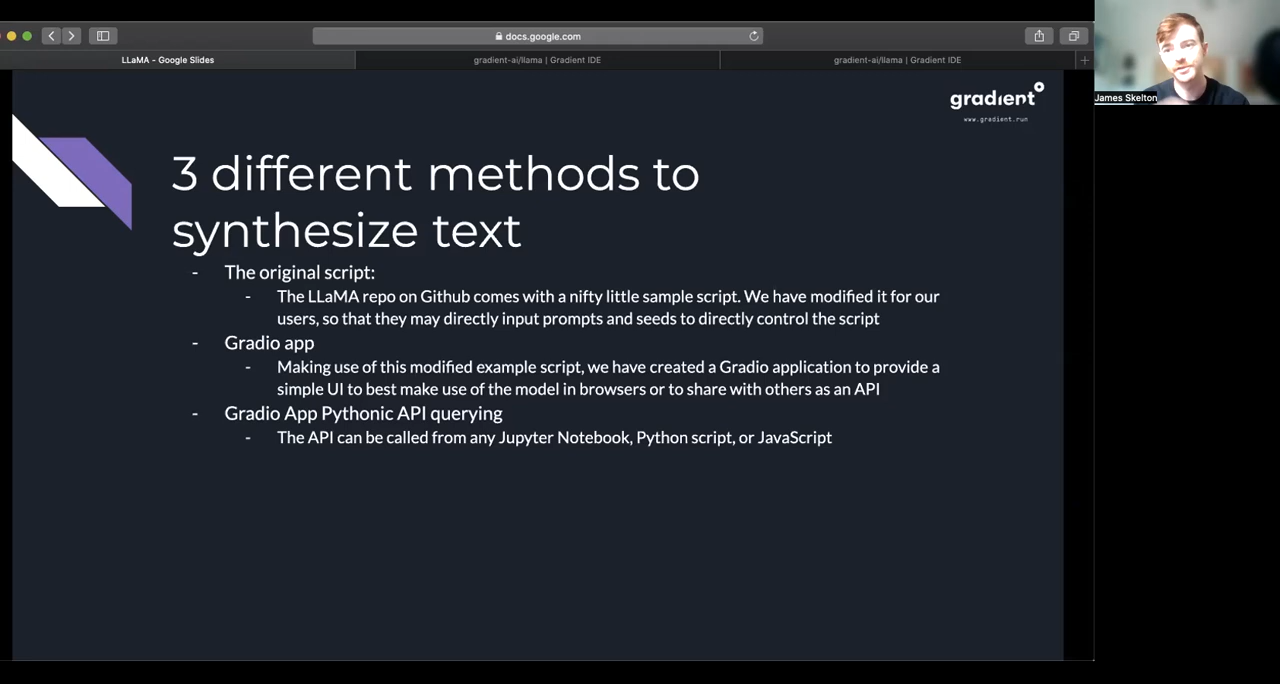 docs.google.com
LLaMA - Google Slides
gradient-ai/llama | Gradient IDE
gradient-ai/llama | Gradient IDE
James Skelton
gradient
www.gradient.run
3 different methods to
synthesize text
- The original script:
- The LLaMA repo on Github comes with a nifty little sample script. We have modified it for our
users, so that they may directly input prompts and seeds to directly control the script
- Gradio app
- Making use of this modified example script, we have created a Gradio application to provide a
simple UI to best make use of the model in browsers or to share with others as an API
- Gradio App Pythonic API querying
- The API can be called from any Jupyter Notebook, Python script, or JavaScript